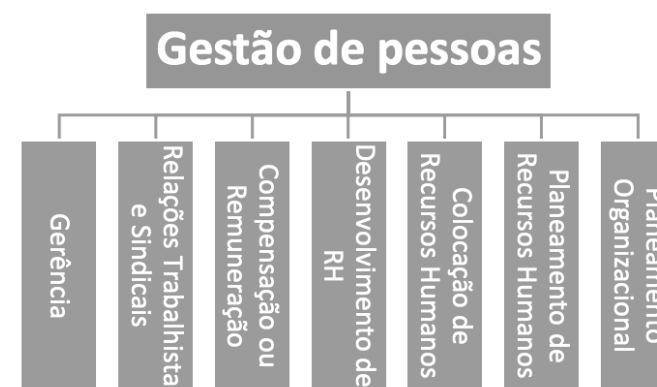 Gestão de pessoas
Gerência
Relações Trabalhista
e Sindicais
Compensação ou
Remuneração
Desenvolvimento de
RH
Colocação de
Recursos Humanos
Planeamento de
Recursos Humanos
Planeamento
Organizacional